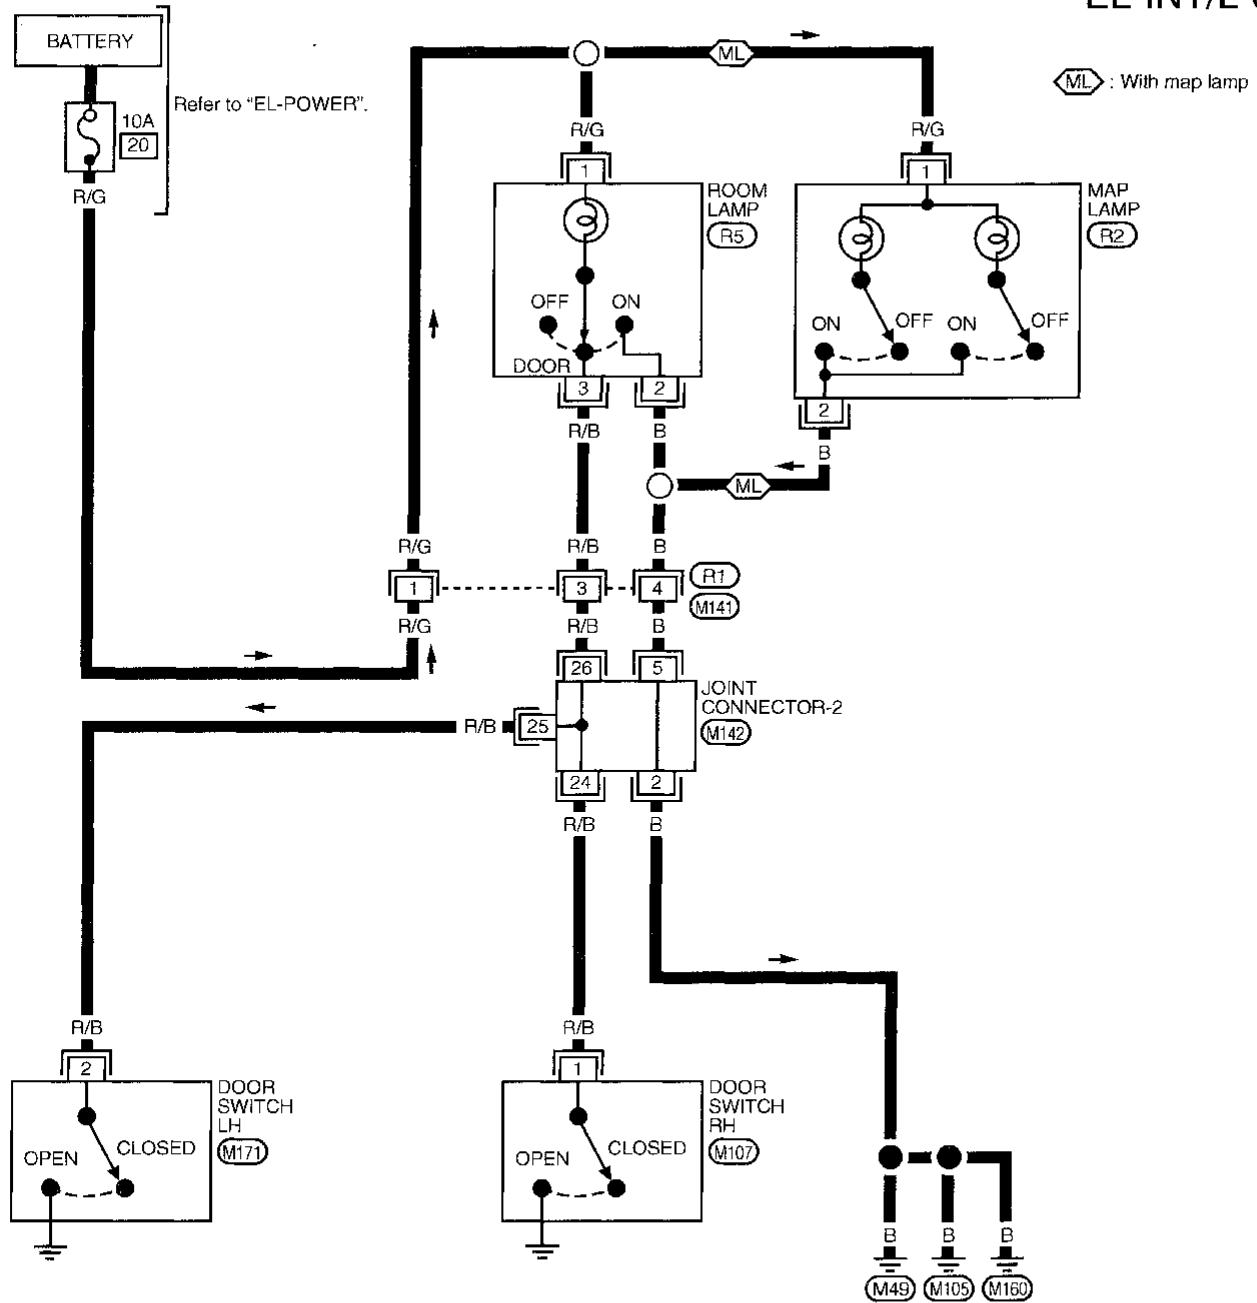 EL-INT/L-
BATTERY
Refer to "EL-POWER".
10A
20
R/G
ML
ML : With map lamp
R/G
R/G
1
1
ROOM
LAMP
R5
MAP
LAMP
R2
OFF
ON
DOOR
ON
OFF
ON
OFF
3
2
2
R/B
B
B
ML
R/G
R/B
B
1
3
4
R1
M141
R/G
R/B
B
26
5
JOINT
CONNECTOR-2
M142
R/B
25
24
2
R/B
B
R/B
R/B
2
1
DOOR
SWITCH
LH
M171
DOOR
SWITCH
RH
M107
OPEN
CLOSED
OPEN
CLOSED
B
B
B
M49
M105
M160